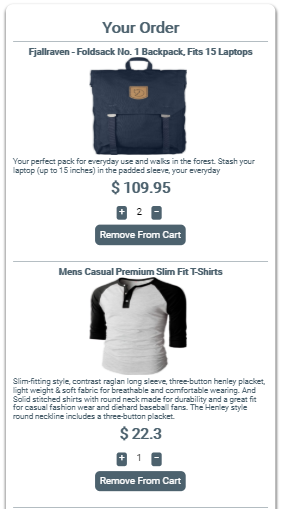 Your Order
Fjallraven - Foldsack No. 1 Backpack, Fits 15 Laptops
Your perfect pack for everyday use and walks in the forest. Stash your
laptop (up to 15 inches) in the padded sleeve, your everyday
$ 109.95
+ 2 −
Remove From Cart
Mens Casual Premium Slim Fit T-Shirts
Slim-fitting style, contrast raglan long sleeve, three-button henley placket,
light weight & soft fabric for breathable and comfortable wearing. And
Solid stitched shirts with round neck made for durability and a great fit
for casual fashion wear and diehard baseball fans. The Henley style
round neckline includes a three-button placket.
$ 22.3
+ 1 −
Remove From Cart